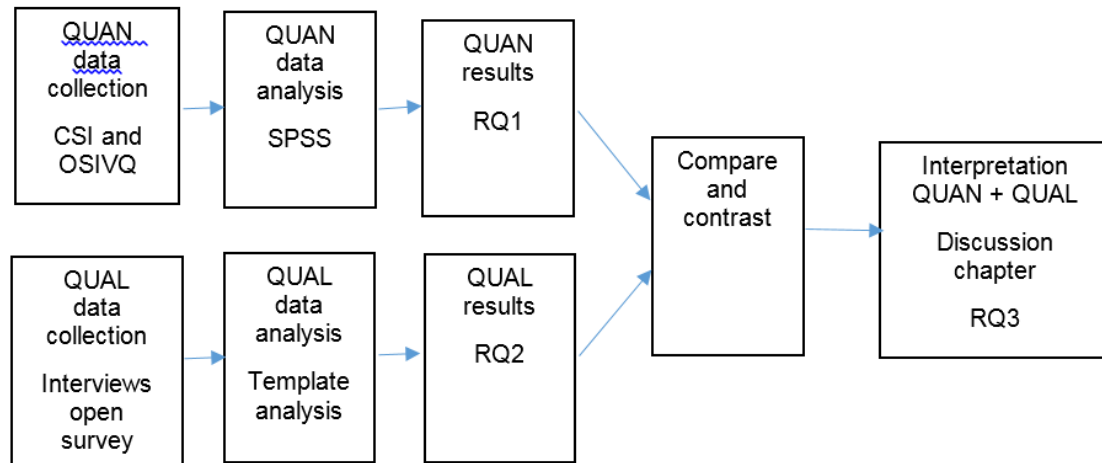 QUAN
data
collection
CSI and
OSIVQ
QUAN
data
analysis
SPSS
QUAN
results
RQ1
Compare
and
contrast
Interpretation
QUAN + QUAL
Discussion
chapter
RQ3
QUAL
data
collection
Interviews
open
survey
QUAL
data
analysis
Template
analysis
QUAL
results
RQ2